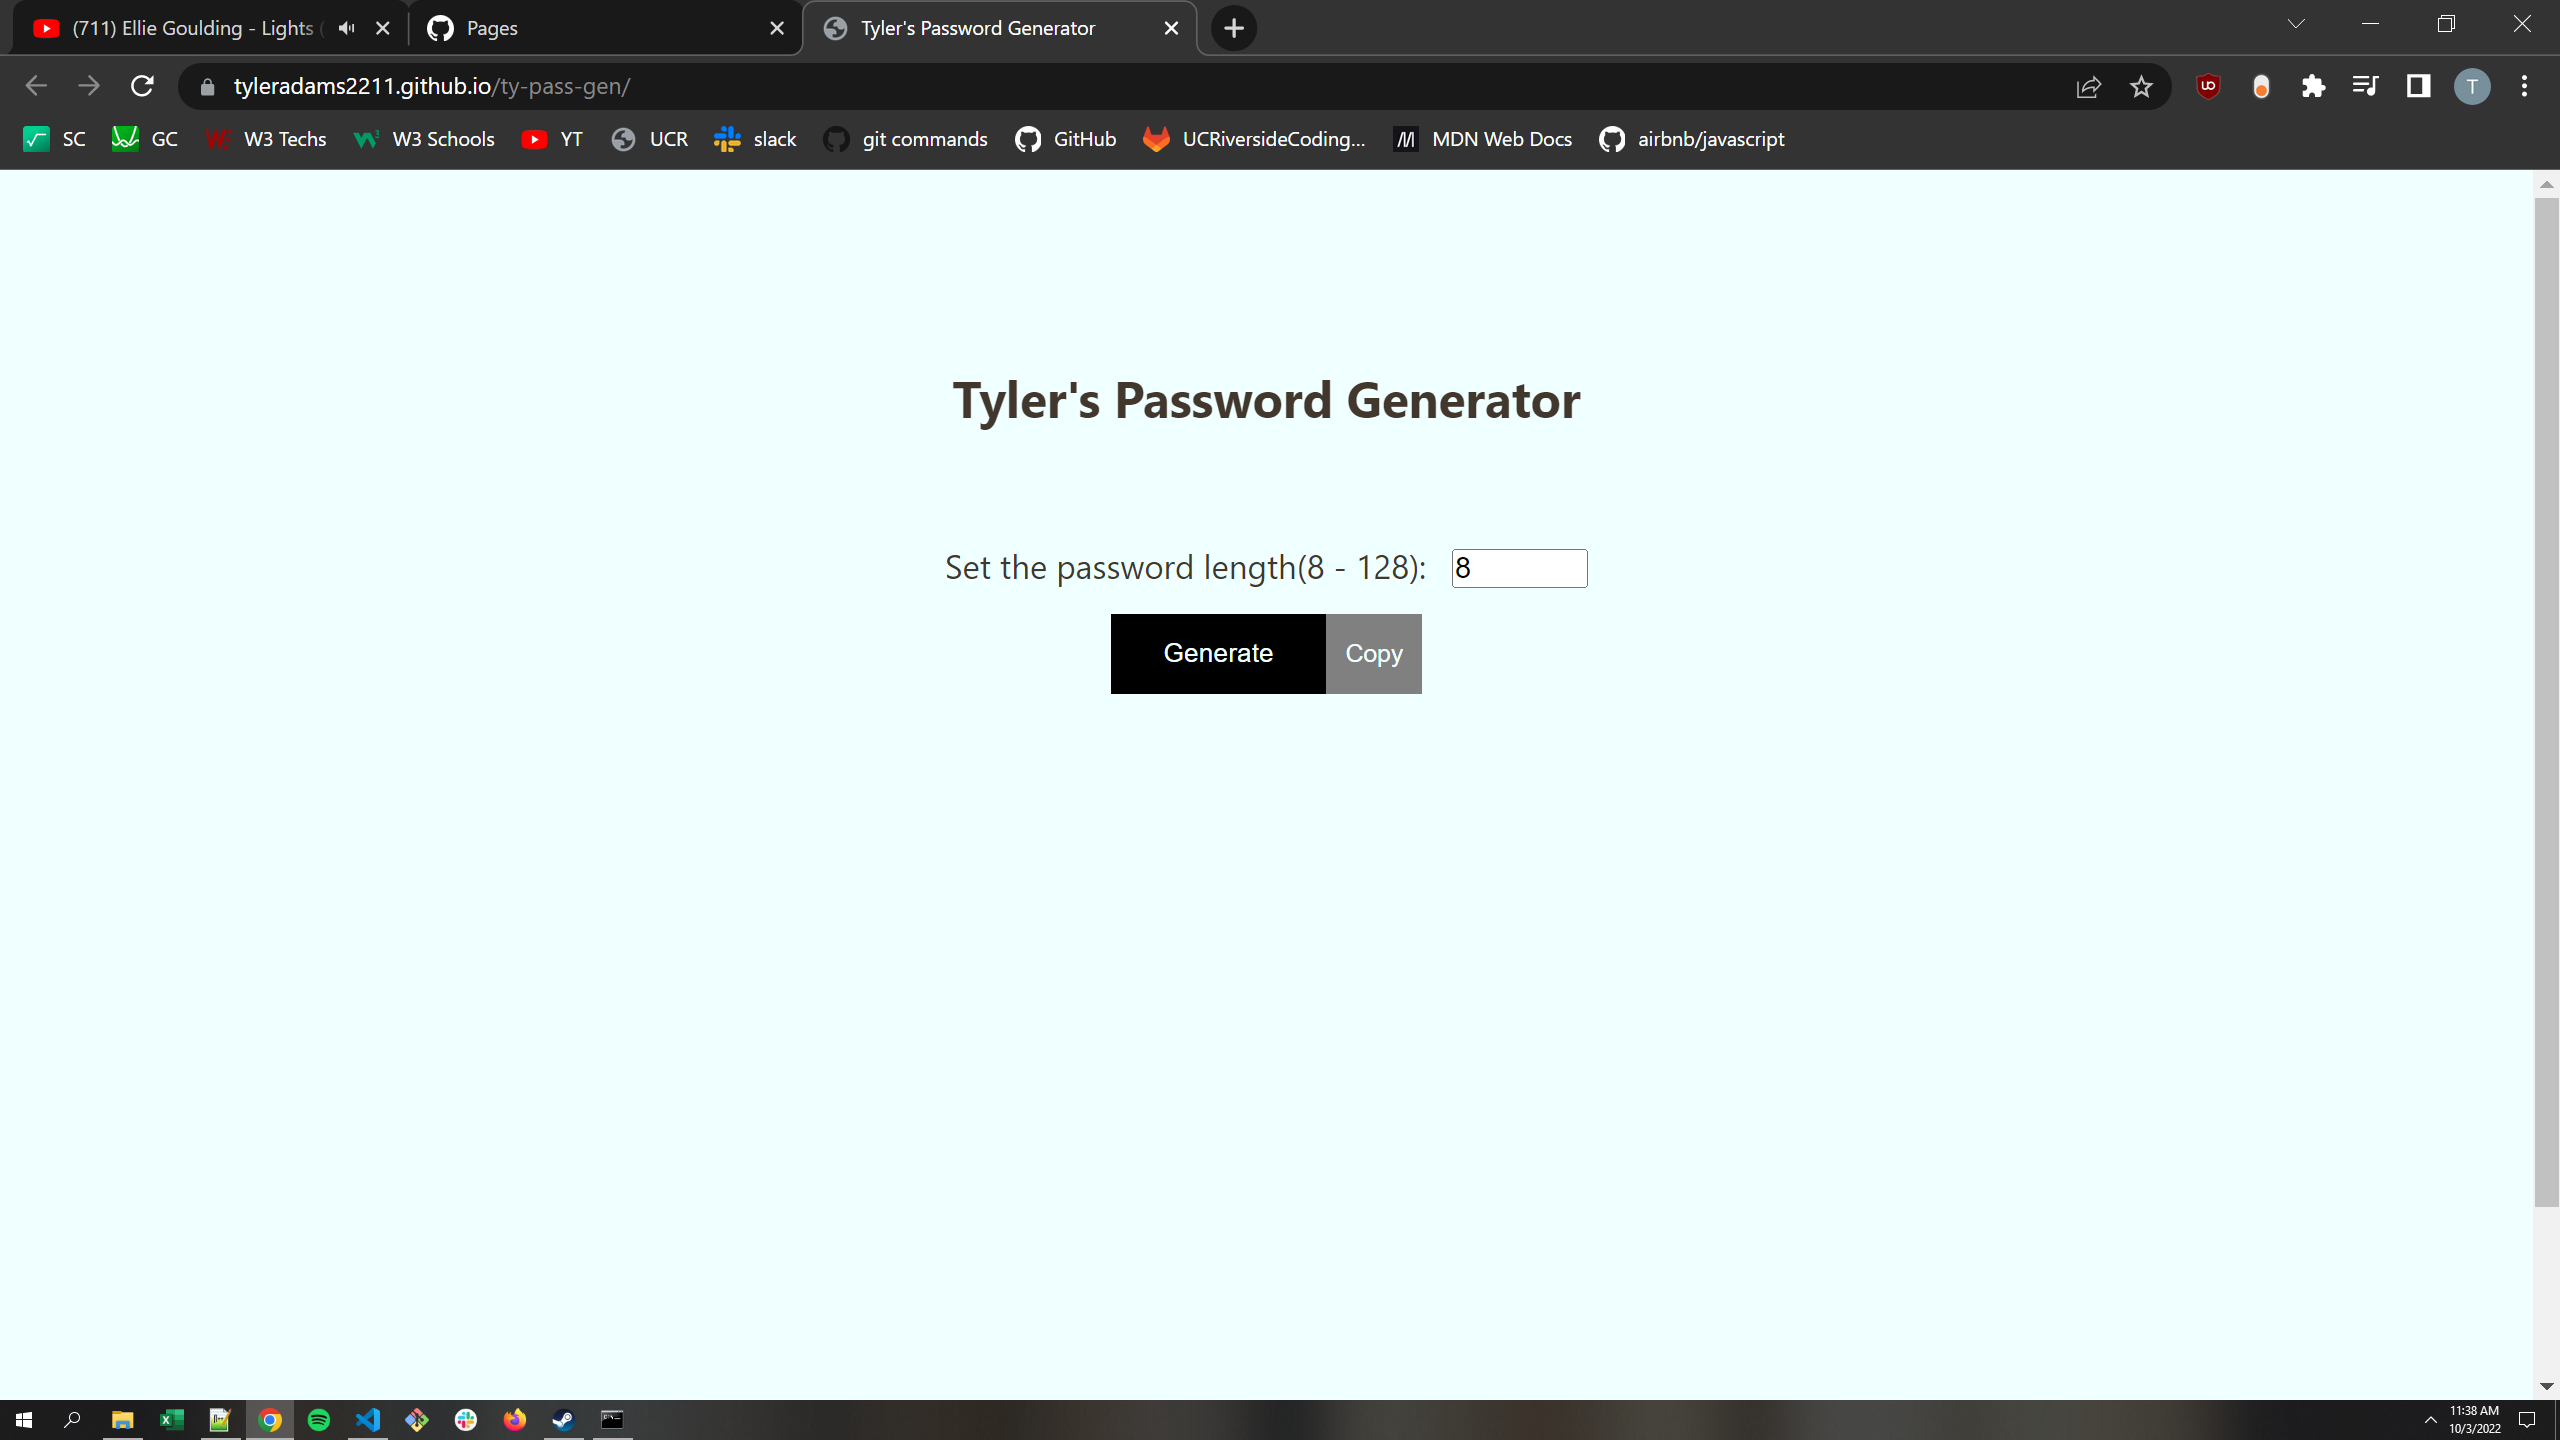 (711) Ellie Goulding - Lights (
Pages
Tyler's Password Generator
tyleradams2211.github.io/ty-pass-gen/
T
SC
GC
W3 Techs
W3 Schools
YT
UCR
slack
git commands
GitHub
UCRiversideCoding...
MDN Web Docs
airbnb/javascript
Tyler's Password Generator
Set the password length(8 - 128): 8
Generate
Copy
11:38 AM
10/3/2022